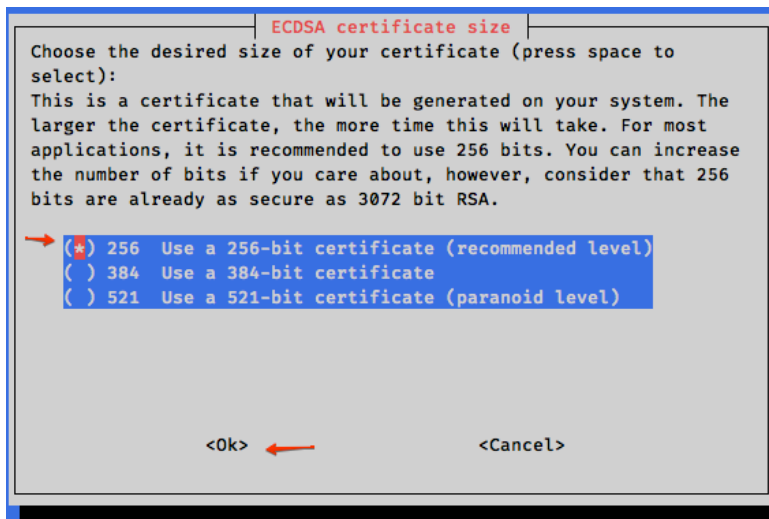 ECDSA certificate size
Choose the desired size of your certificate (press space to
select):
This is a certificate that will be generated on your system. The
larger the certificate, the more time this will take. For most
applications, it is recommended to use 256 bits. You can increase
the number of bits if you care about, however, consider that 256
bits are already as secure as 3072 bit RSA.
(*) 256  Use a 256-bit certificate (recommended level)
( ) 384  Use a 384-bit certificate
( ) 521  Use a 521-bit certificate (paranoid level)
<Ok> <Cancel>